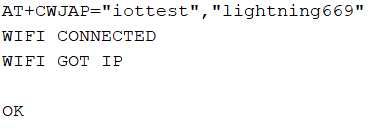 AT+CWJAP="iottest","lightning669"
WIFI CONNECTED
WIFI GOT IP
OK